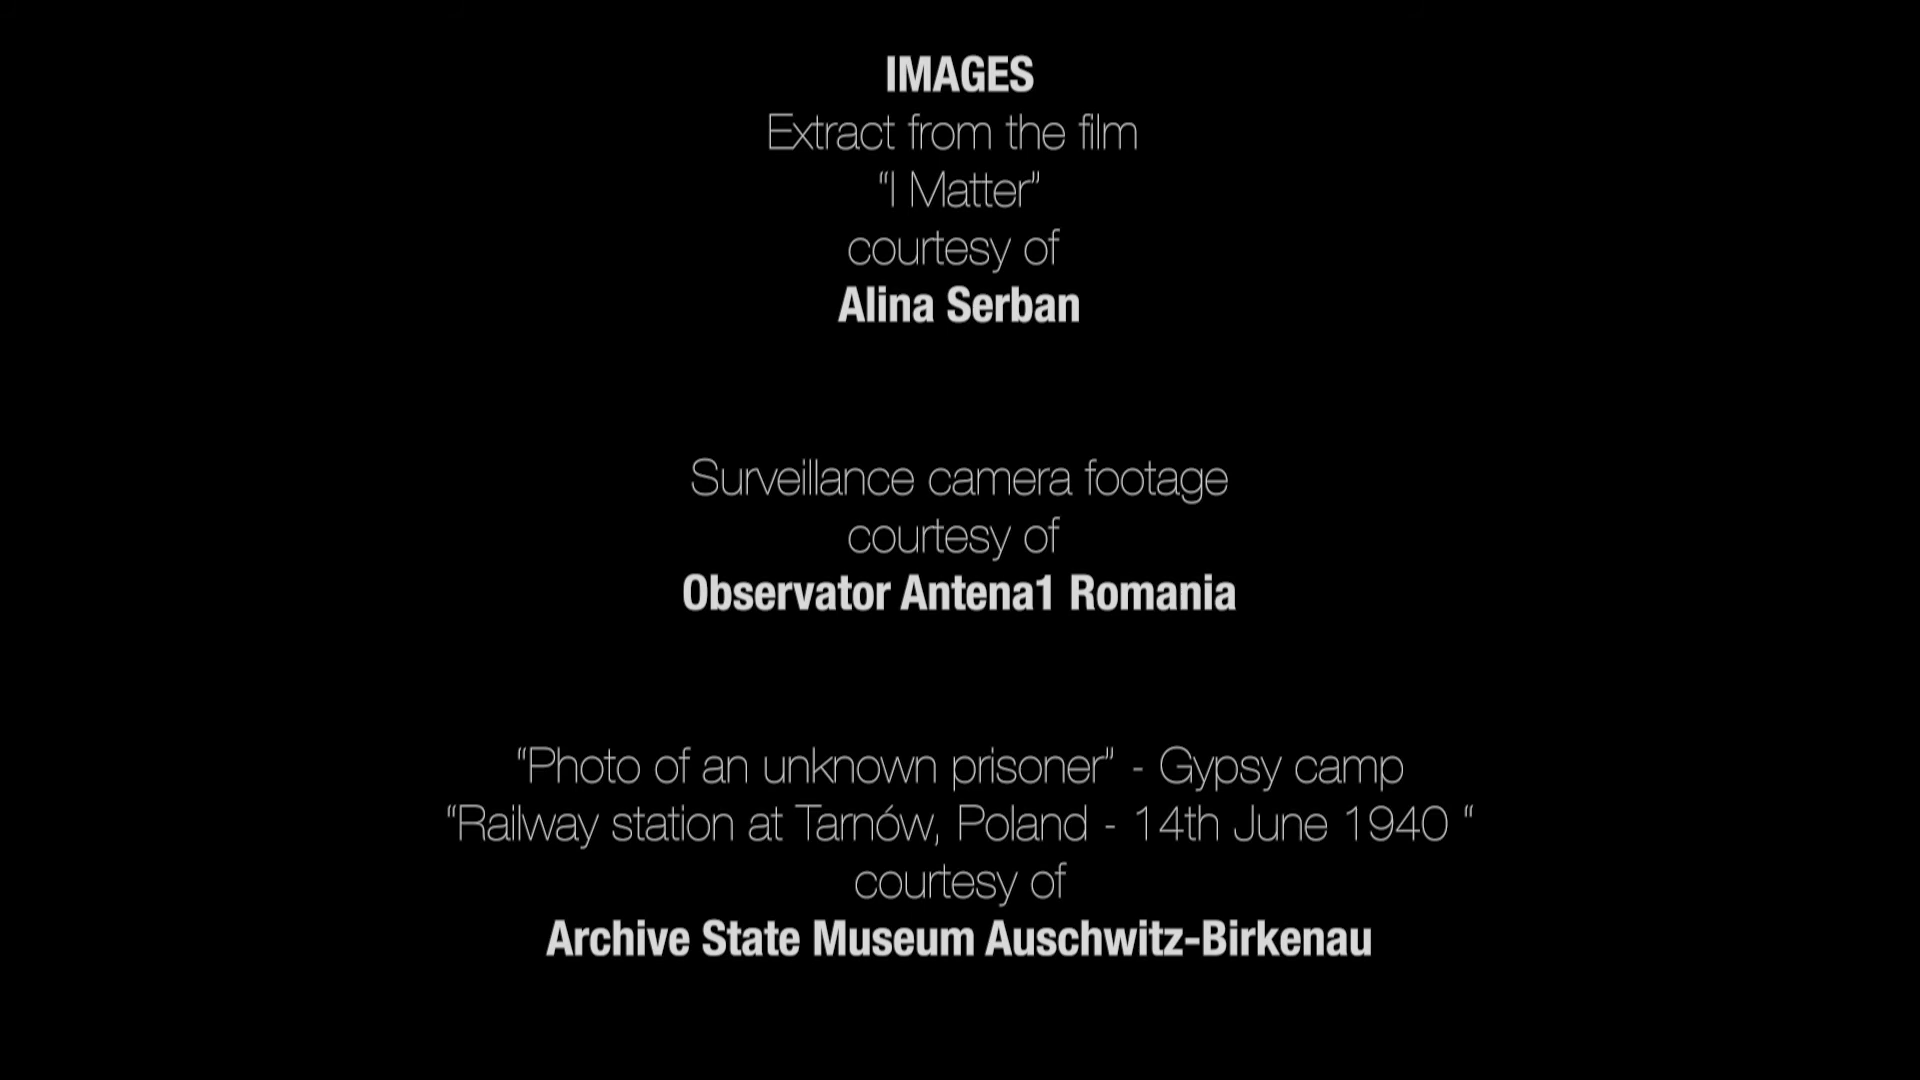 IMAGES
Extract from the film
“I Matter”
courtesy of
Alina Serban
Surveillance camera footage
courtesy of
Observator Antena1 Romania
“Photo of an unknown prisoner” - Gypsy camp
“Railway station at Tarnów, Poland - 14th June 1940 “
courtesy of
Archive State Museum Auschwitz-Birkenau